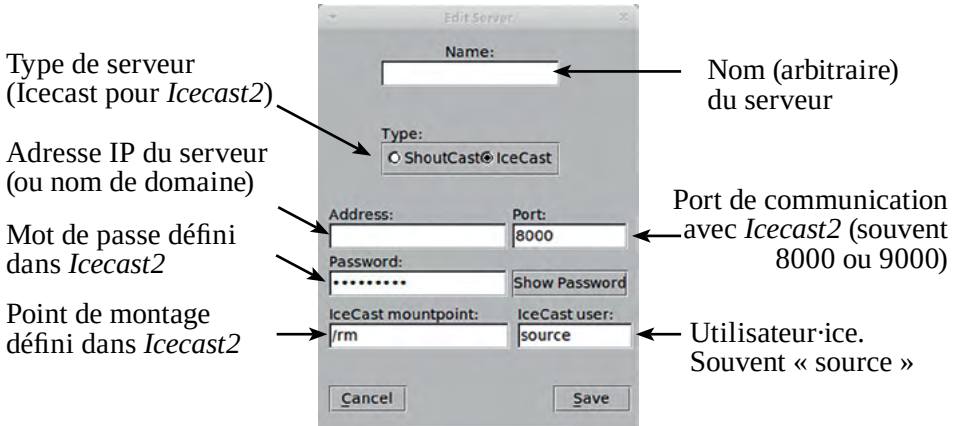 Edit Server
Name:
Type de serveur
(Icecast pour Icecast2)
Nom (arbitraire)
du serveur
Type:
ShoutCast IceCast
Adresse IP du serveur
(ou nom de domaine)
Address:
Port:
8000
Port de communication
avec Icecast2 (souvent
8000 ou 9000)
Mot de passe défini
dans Icecast2
Password:
•••••••••
Show Password
Point de montage
défini dans Icecast2
IceCast mountpoint:
/rm
IceCast user:
source
Utilisateur·ice.
Souvent « source »
Cancel
Save